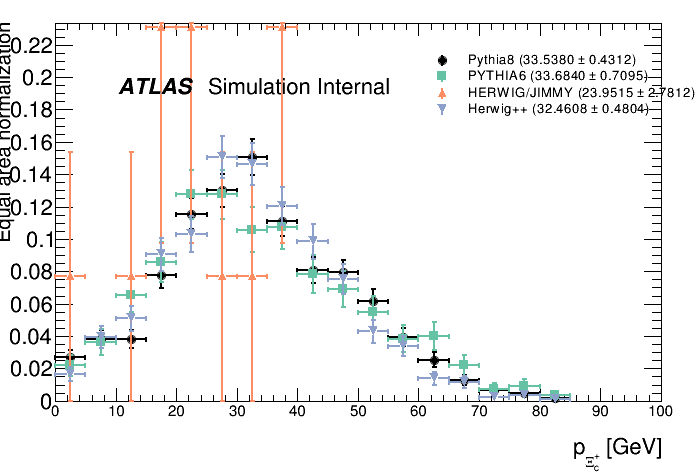 Equal area normalization
0.22
0.2
0.18
0.16
0.14
0.12
0.1
0.08
0.06
0.04
0.02
0
ATLAS Simulation Internal
Pythia8 (33.5380 ± 0.4312)
PYTHIA6 (33.6840 ± 0.7095)
HERWIG/JIMMY (23.9515 ± 2.7812)
Herwig++ (32.4608 ± 0.4804)
0 10 20 30 40 50 60 70 80 90 100
p_{Ξ_c^+} [GeV]